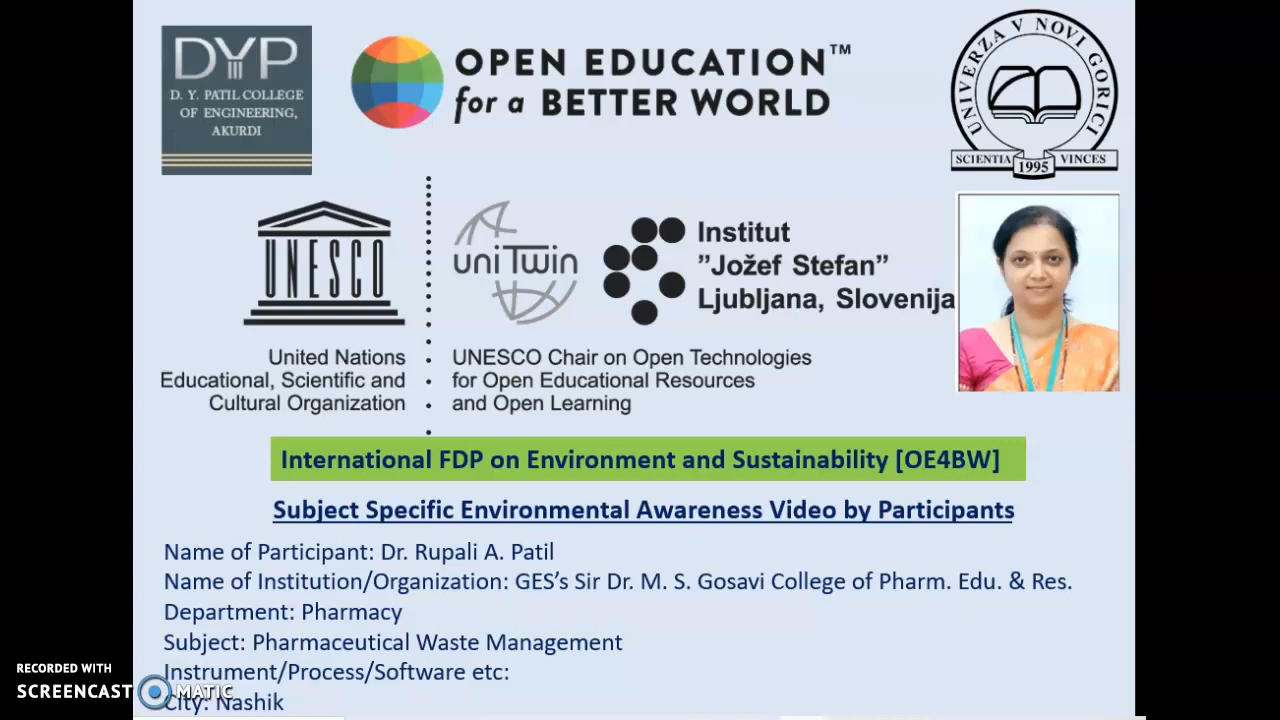 DYP
D. Y. PATIL COLLEGE
OF ENGINEERING,
AKURDI
OPEN EDUCATION™
for a BETTER WORLD
UNIVERZA V NOVI GORICI
SCIENTIA 1995 VINCES
UNESCO
uniTwin
Institut
”Jožef Stefan”
Ljubljana, Slovenija
United Nations
Educational, Scientific and
Cultural Organization
UNESCO Chair on Open Technologies
for Open Educational Resources
and Open Learning
International FDP on Environment and Sustainability [OE4BW]
Subject Specific Environmental Awareness Video by Participants
Name of Participant: Dr. Rupali A. Patil
Name of Institution/Organization: GES’s Sir Dr. M. S. Gosavi College of Pharm. Edu. & Res.
Department: Pharmacy
Subject: Pharmaceutical Waste Management
Instrument/Process/Software etc:
City: Nashik
RECORDED WITH
SCREENCAST MATIC